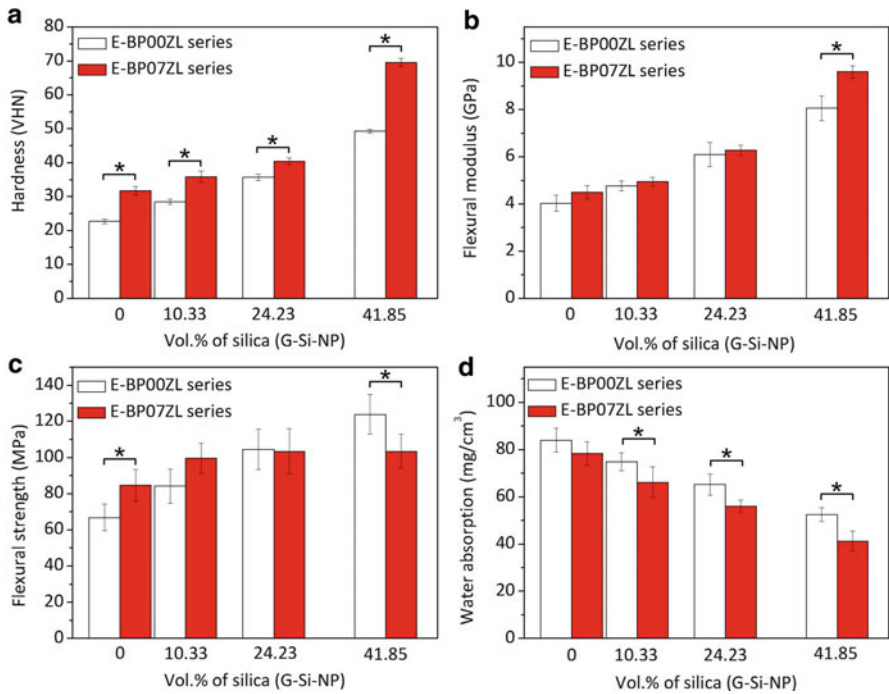 a
E-BP00ZL series
E-BP07ZL series
Hardness (VHN)
80
70
60
50
40
30
20
10
0
*
*
*
*
0 10.33 24.23 41.85
Vol.% of silica (G-Si-NP)
b
E-BP00ZL series
E-BP07ZL series
Flexural modulus (GPa)
12
10
8
6
4
2
0
*
0 10.33 24.23 41.85
Vol.% of silica (G-Si-NP)
c
E-BP00ZL series
E-BP07ZL series
Flexural strength (MPa)
140
120
100
80
60
40
20
0
*
*
0 10.33 24.23 41.85
Vol.% of silica (G-Si-NP)
d
E-BP00ZL series
E-BP07ZL series
Water absorption (mg/cm³)
100
80
60
40
20
0
*
*
*
0 10.33 24.23 41.85
Vol.% of silica (G-Si-NP)